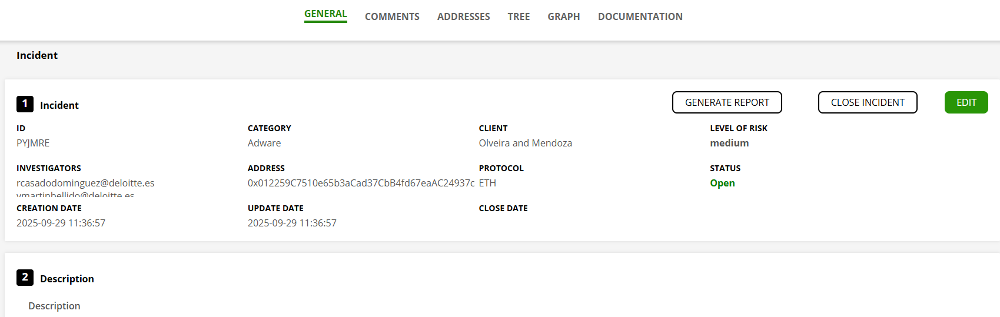 GENERAL COMMENTS ADDRESSES TREE GRAPH DOCUMENTATION
Incident
1 Incident GENERATE REPORT CLOSE INCIDENT EDIT
ID CATEGORY CLIENT LEVEL OF RISK
PYJMRE Adware Olveira and Mendoza medium
INVESTIGATORS ADDRESS PROTOCOL STATUS
rcasadodominguez@deloitte.es 0x012259C7510e65b3aCad37CbB4fd67eaAC24937c ETH Open
vmartinbellido@deloitte.es
CREATION DATE UPDATE DATE CLOSE DATE
2025-09-29 11:36:57 2025-09-29 11:36:57
2 Description
Description